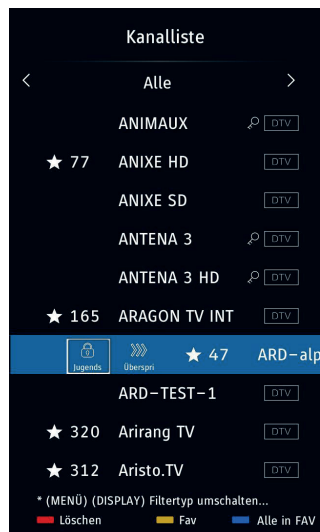 Kanalliste
Alle
ANIMAUX DTV
77 ANIXE HD DTV
ANIXE SD DTV
ANTENA 3 DTV
ANTENA 3 HD DTV
165 ARAGON TV INT DTV
Jugends Überspri 47 ARD-alp
ARD-TEST-1 DTV
320 Arirang TV DTV
312 Aristo.TV DTV
* (MENÜ) (DISPLAY) Filtertyp umschalten...
Löschen Fav Alle in FAV